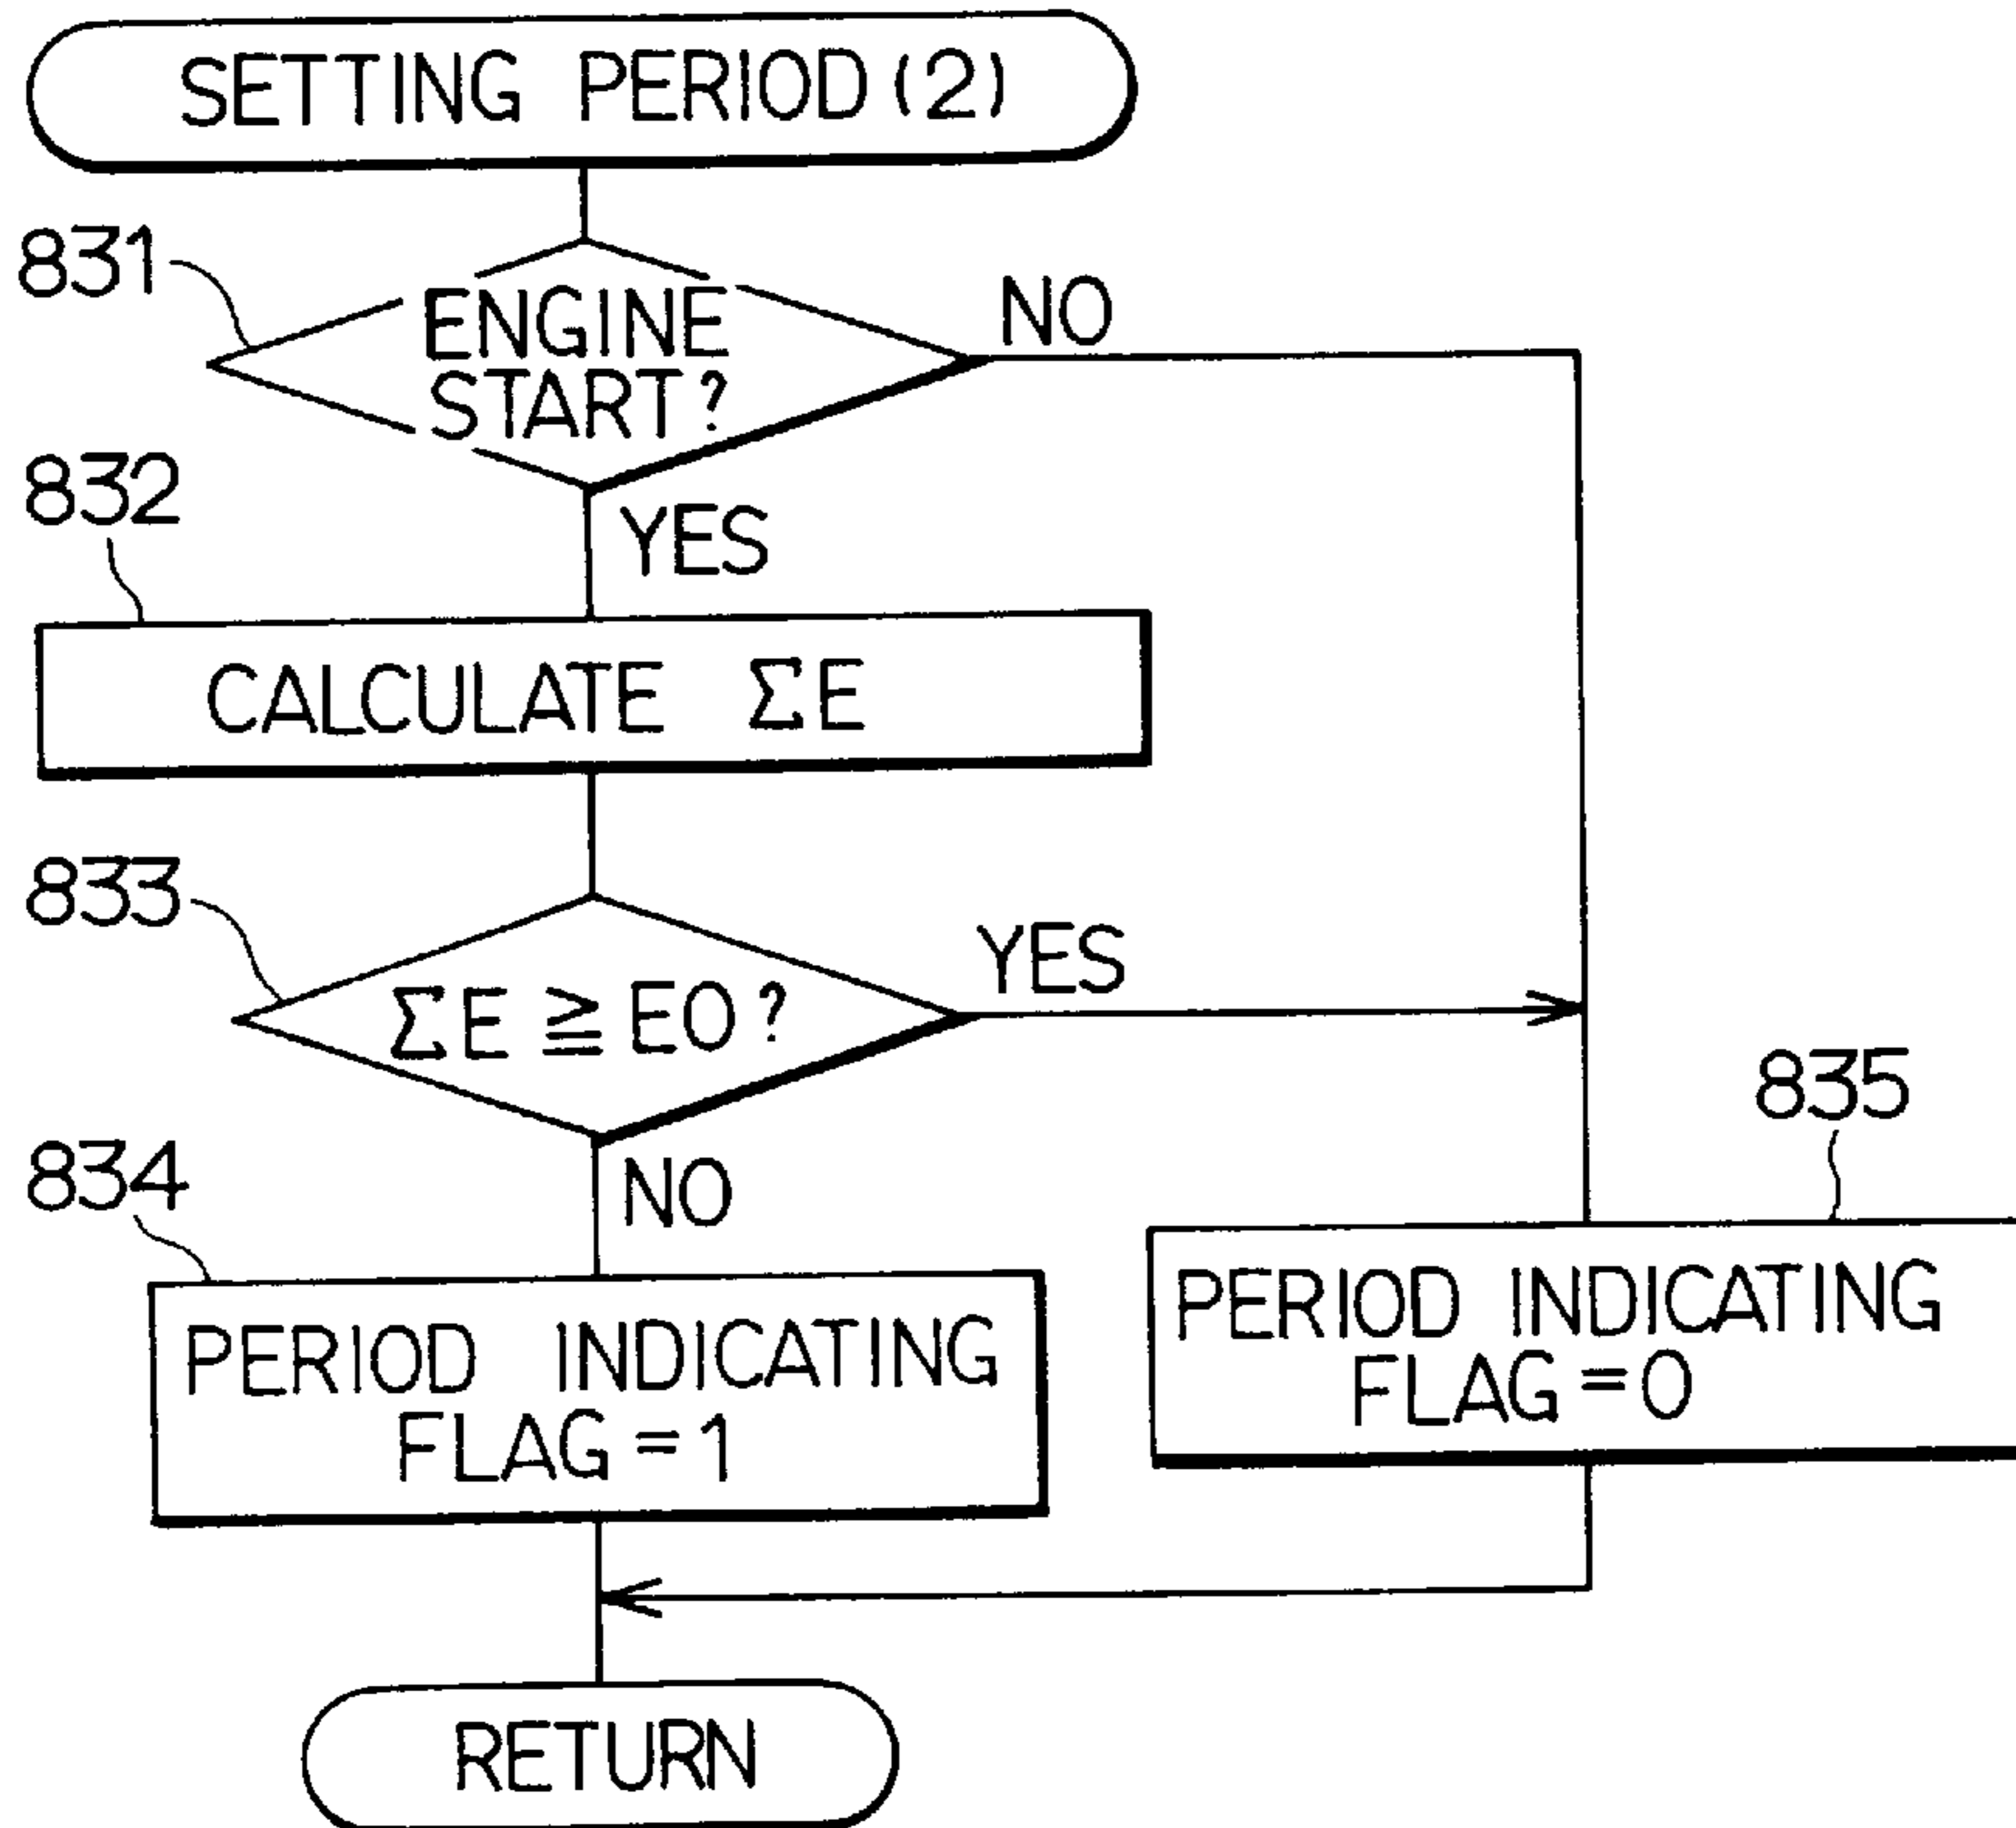 SETTING PERIOD (2)
831
ENGINE
START?
NO
YES
832
CALCULATE ΣE
833
ΣE ≧ E0?
YES
NO
834
PERIOD INDICATING
FLAG = 1
835
PERIOD INDICATING
FLAG = 0
RETURN